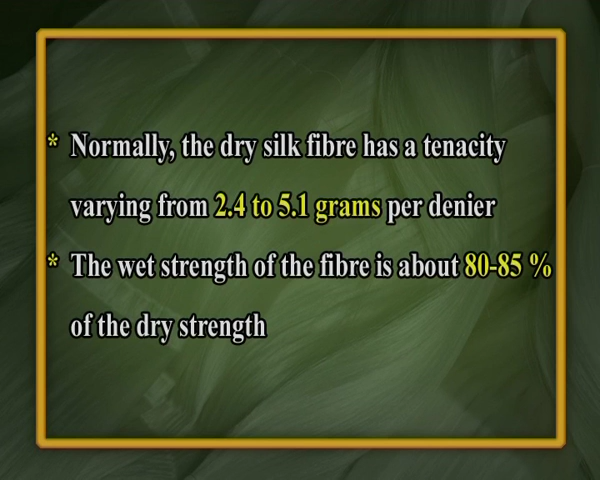 * Normally, the dry silk fibre has a tenacity
varying from 2.4 to 5.1 grams per denier
* The wet strength of the fibre is about 80-85 %
of the dry strength